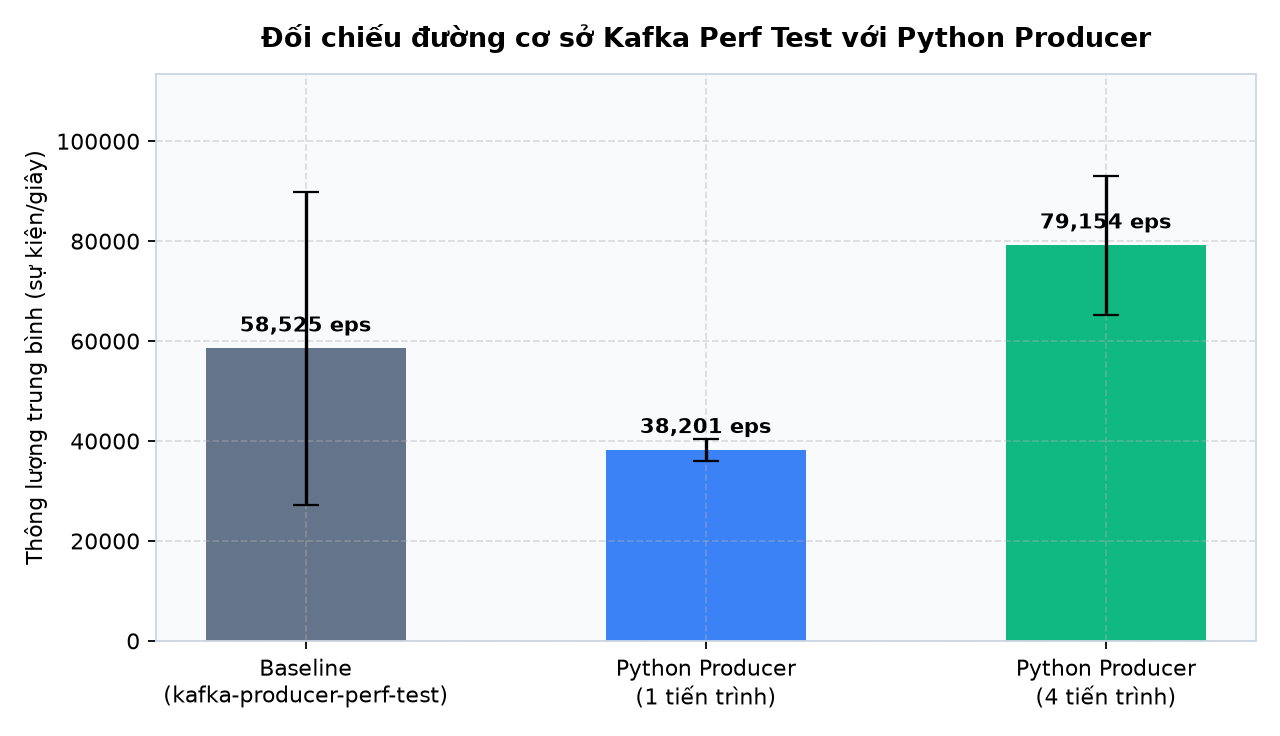 Đối chiếu đường cơ sở Kafka Perf Test với Python Producer
Thông lượng trung bình (sự kiện/giây)
100000
80000
60000
40000
20000
0
58,525 eps
38,201 eps
79,154 eps
Baseline
(kafka-producer-perf-test)
Python Producer
(1 tiến trình)
Python Producer
(4 tiến trình)